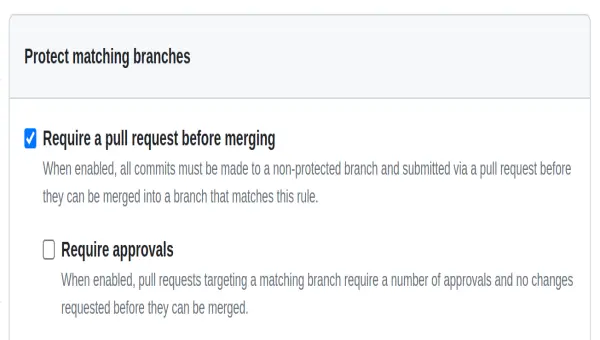 Protect matching branches
Require a pull request before merging
When enabled, all commits must be made to a non-protected branch and submitted via a pull request before
they can be merged into a branch that matches this rule.
Require approvals
When enabled, pull requests targeting a matching branch require a number of approvals and no changes
requested before they can be merged.